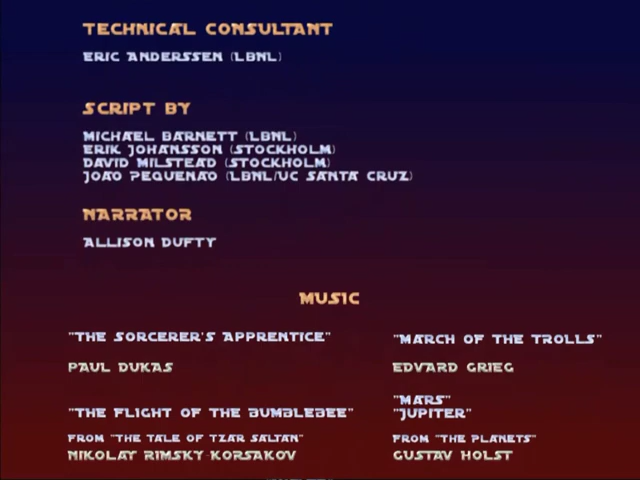 TECHNICAL CONSULTANT
ERIC ANDERSSEN (LBNL)
SCRIPT BY
MICHAEL BARNETT (LBNL)
ERIK JOHANSSON (STOCKHOLM)
DAVID MILSTEAD (STOCKHOLM)
JOAO PEQUENAO (LBNL/UC SANTA CRUZ)
NARRATOR
ALLISON DUFTY
MUSIC
"THE SORCERER'S APPRENTICE"
PAUL DUKAS
"MARCH OF THE TROLLS"
EDVARD GRIEG
"THE FLIGHT OF THE BUMBLEBEE"
FROM "THE TALE OF TZAR SALTAN"
NIKOLAT RIMSKY-KORSAKOV
"MARS"
"JUPITER"
FROM "THE PLANETS"
GUSTAV HOLST